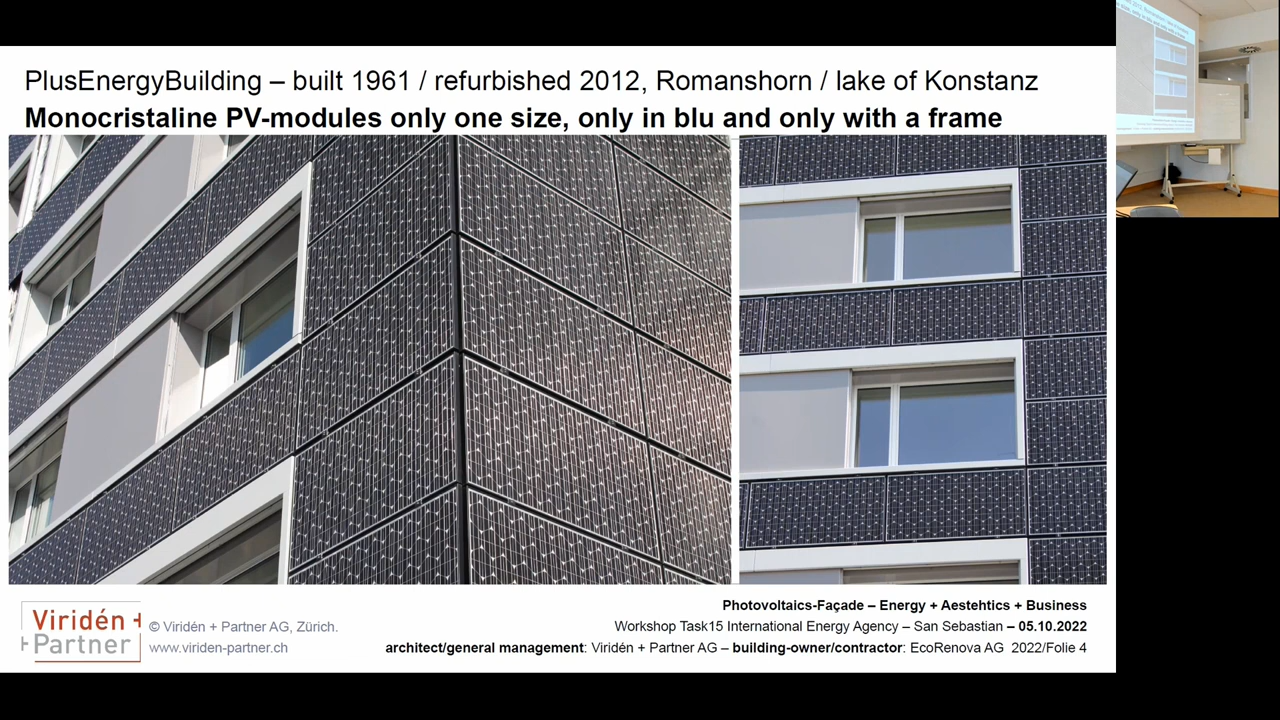 PlusEnergyBuilding – built 1961 / refurbished 2012, Romanshorn / lake of Konstanz
Monocristaline PV-modules only one size, only in blu and only with a frame
Viridén +
+ Partner
© Viridén + Partner AG, Zürich.
www.viriden-partner.ch
Photovoltaics-Façade – Energy + Aestehtics + Business
Workshop Task15 International Energy Agency – San Sebastian – 05.10.2022
architect/general management: Viridén + Partner AG – building-owner/contractor: EcoRenova AG 2022/Folie 4